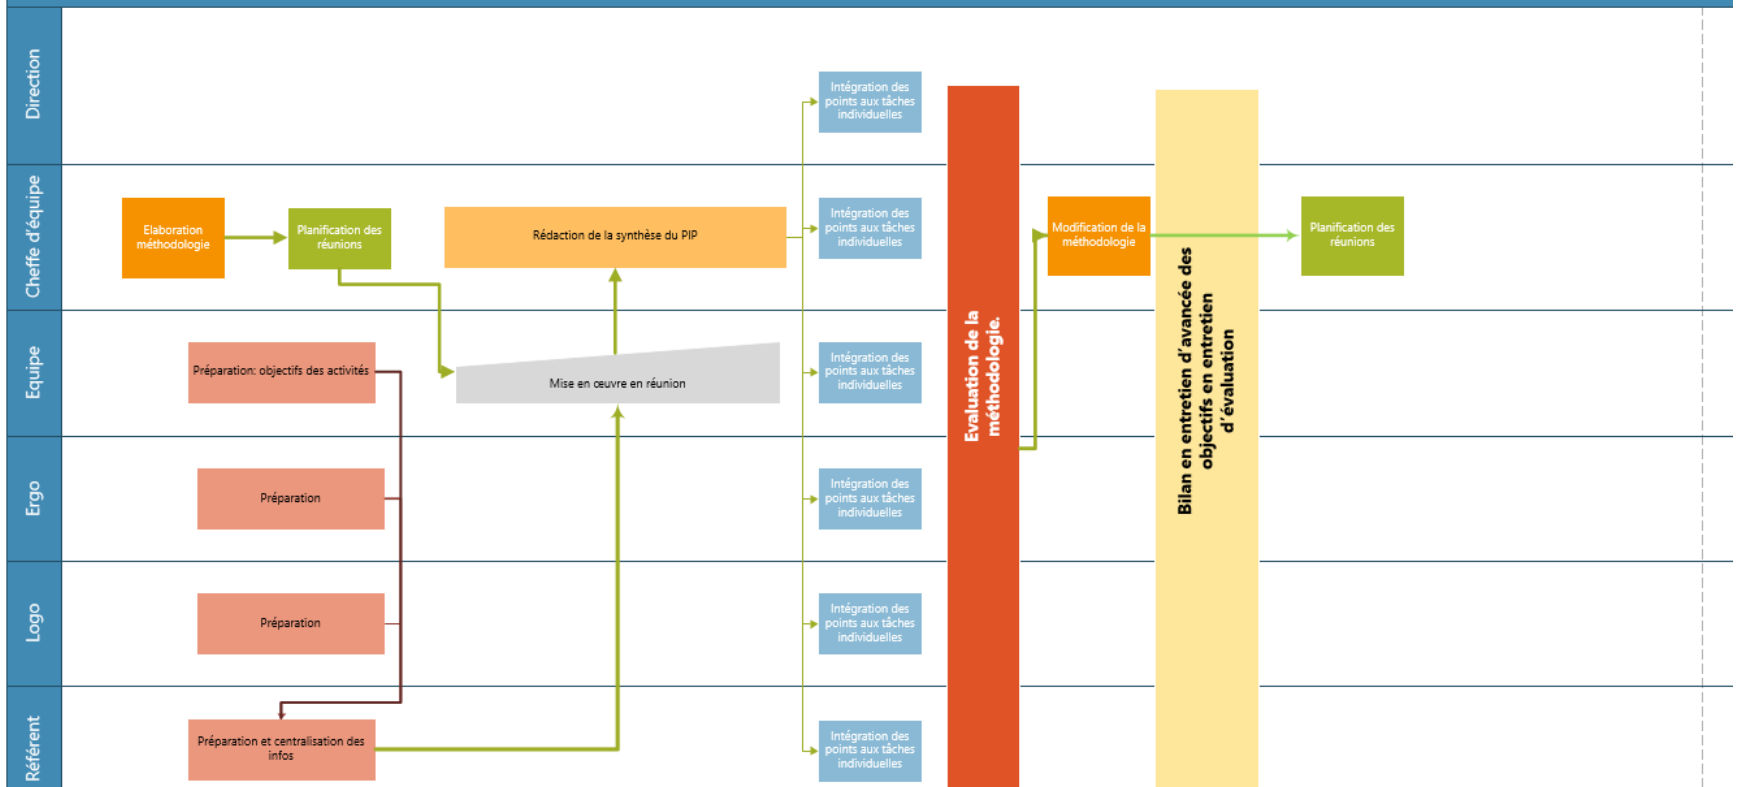 Direction
Intégration des
points aux tâches
individuelles
Cheffe d'équipe
Elaboration
méthodologie
Planification des
réunions
Rédaction de la synthèse du PIP
Intégration des
points aux tâches
individuelles
Modification de la
méthodologie
Planification des
réunions
Equipe
Préparation: objectifs des activités
Mise en œuvre en réunion
Intégration des
points aux tâches
individuelles
Evaluation de la
méthodologie.
Bilan en entretien d'avancée des
objectifs en entretien
d'évaluation
Ergo
Préparation
Intégration des
points aux tâches
individuelles
Logo
Préparation
Intégration des
points aux tâches
individuelles
Référent
Préparation et centralisation des
infos
Intégration des
points aux tâches
individuelles